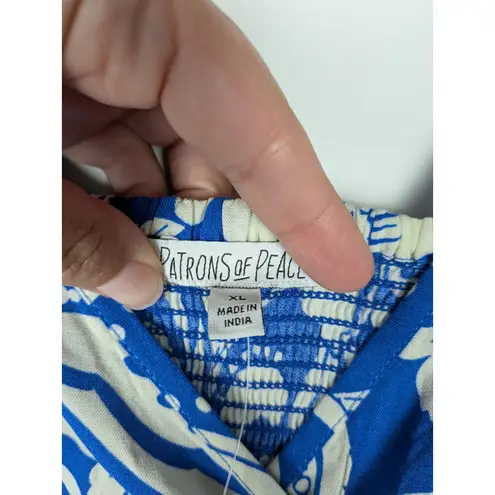 PATRONS OF PEACE
XL
MADE IN
INDIA